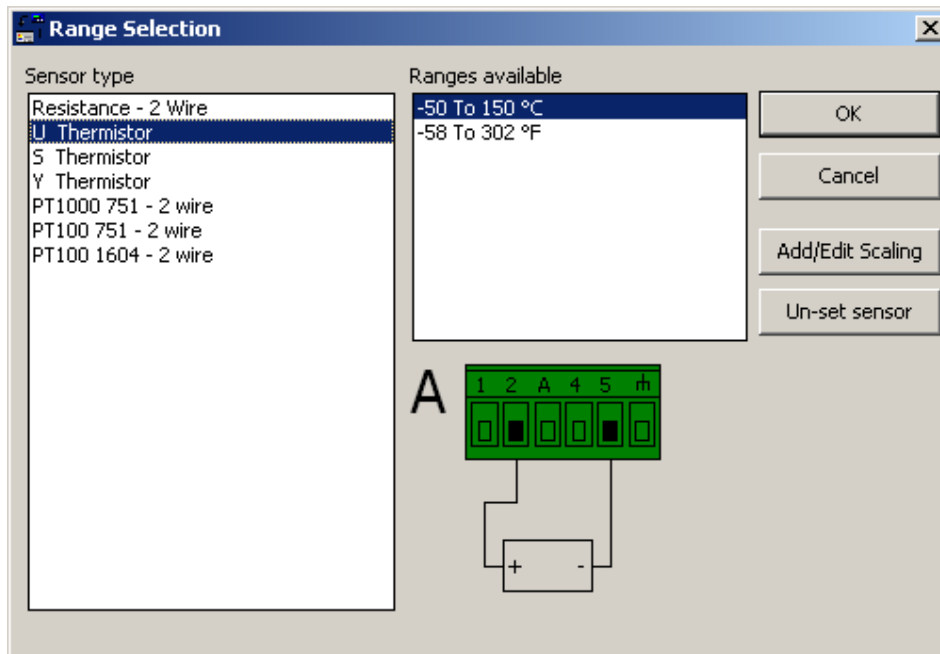 Range Selection
Sensor type
Resistance - 2 Wire
U Thermistor
S Thermistor
Y Thermistor
PT1000 751 - 2 wire
PT100 751 - 2 wire
PT100 1604 - 2 wire
Ranges available
-50 To 150 ºC
-58 To 302 ºF
OK
Cancel
Add/Edit Scaling
Un-set sensor
A
1 2 A 4 5
+ -